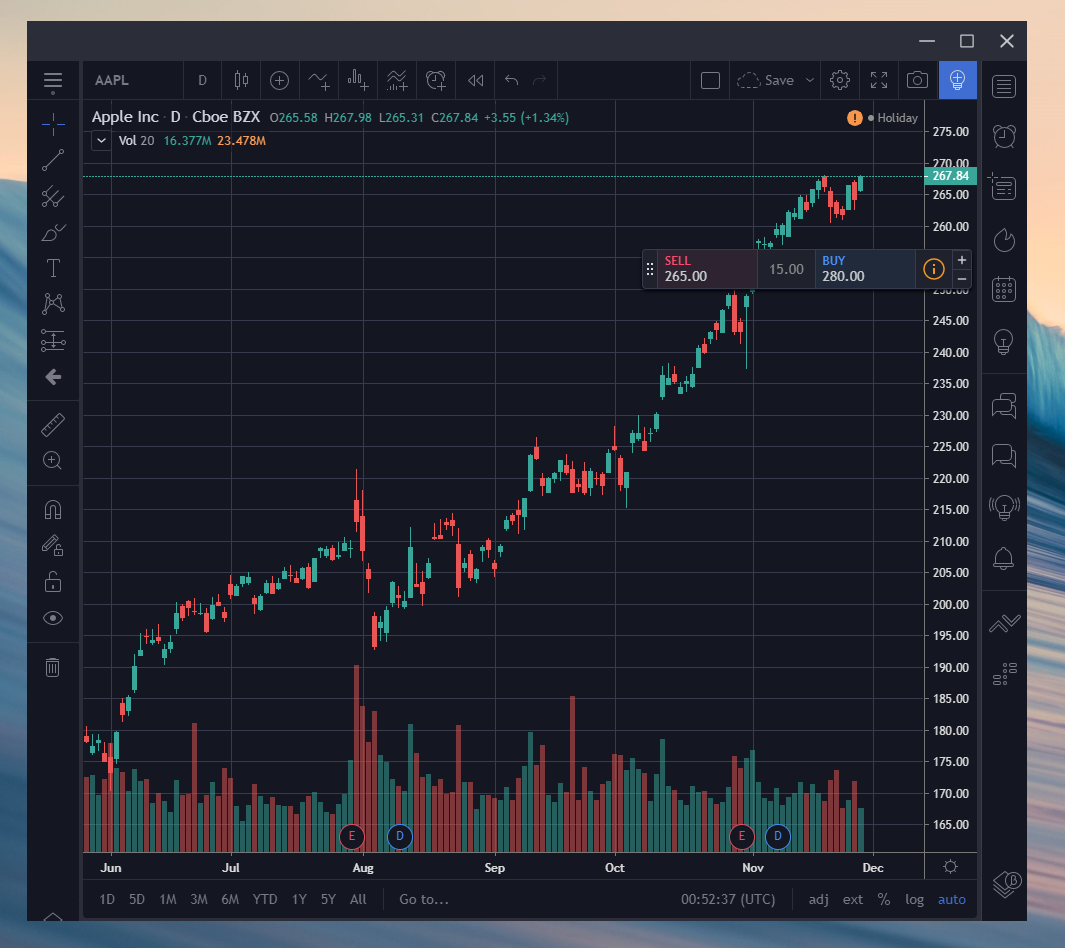 AAPL
D
Save
Apple Inc · D · Cboe BZX O265.58 H267.98 L265.31 C267.84 +3.55 (+1.34%)
! Holiday
Vol 20 16.377M 23.478M
275.00
270.00
267.84
265.00
260.00
SELL
265.00
15.00
BUY
280.00
i
+
−
250.00
245.00
240.00
235.00
230.00
225.00
220.00
215.00
210.00
205.00
200.00
195.00
190.00
185.00
180.00
175.00
170.00
165.00
E D E D
Jun Jul Aug Sep Oct Nov Dec
1D 5D 1M 3M 6M YTD 1Y 5Y All Go to... 00:52:37 (UTC) adj ext % log auto